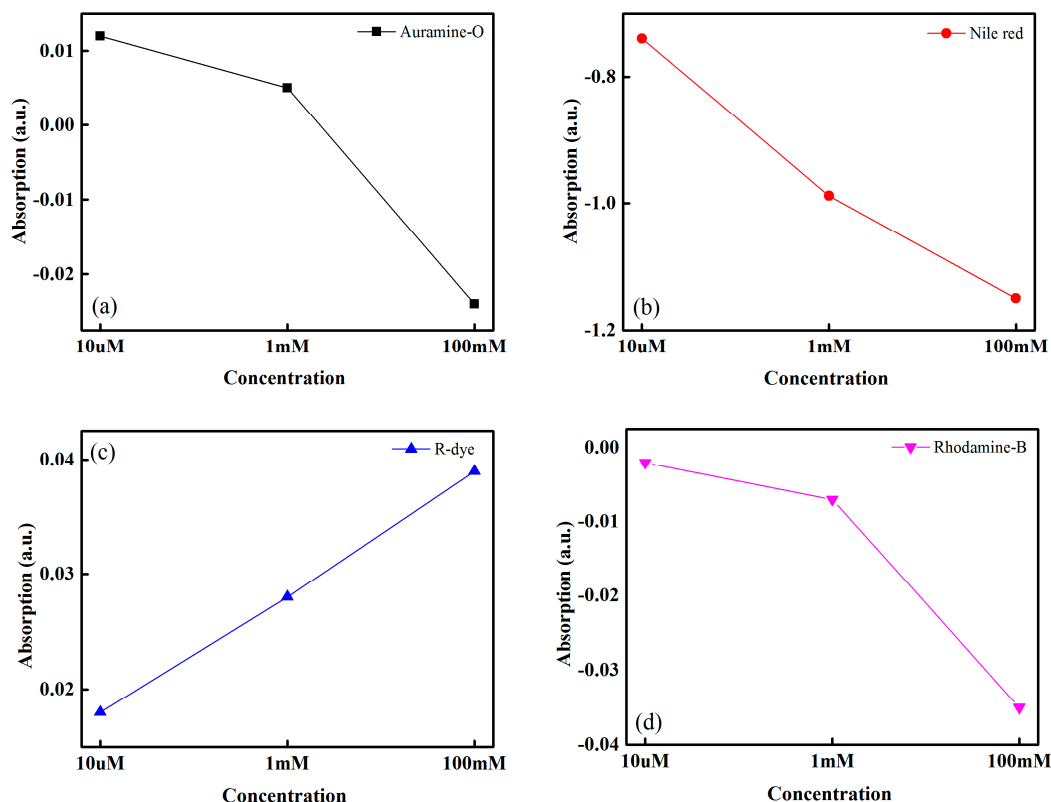 Auramine-O
0.01
0.00
-0.01
-0.02
Absorption (a.u.)
(a)
10uM 1mM 100mM
Concentration
Nile red
-0.8
-1.0
-1.2
Absorption (a.u.)
(b)
10uM 1mM 100mM
Concentration
(c)
R-dye
0.04
0.03
0.02
Absorption (a.u.)
10uM 1mM 100mM
Concentration
Rhodamine-B
0.00
-0.01
-0.02
-0.03
-0.04
Absorption (a.u.)
(d)
10uM 1mM 100mM
Concentration